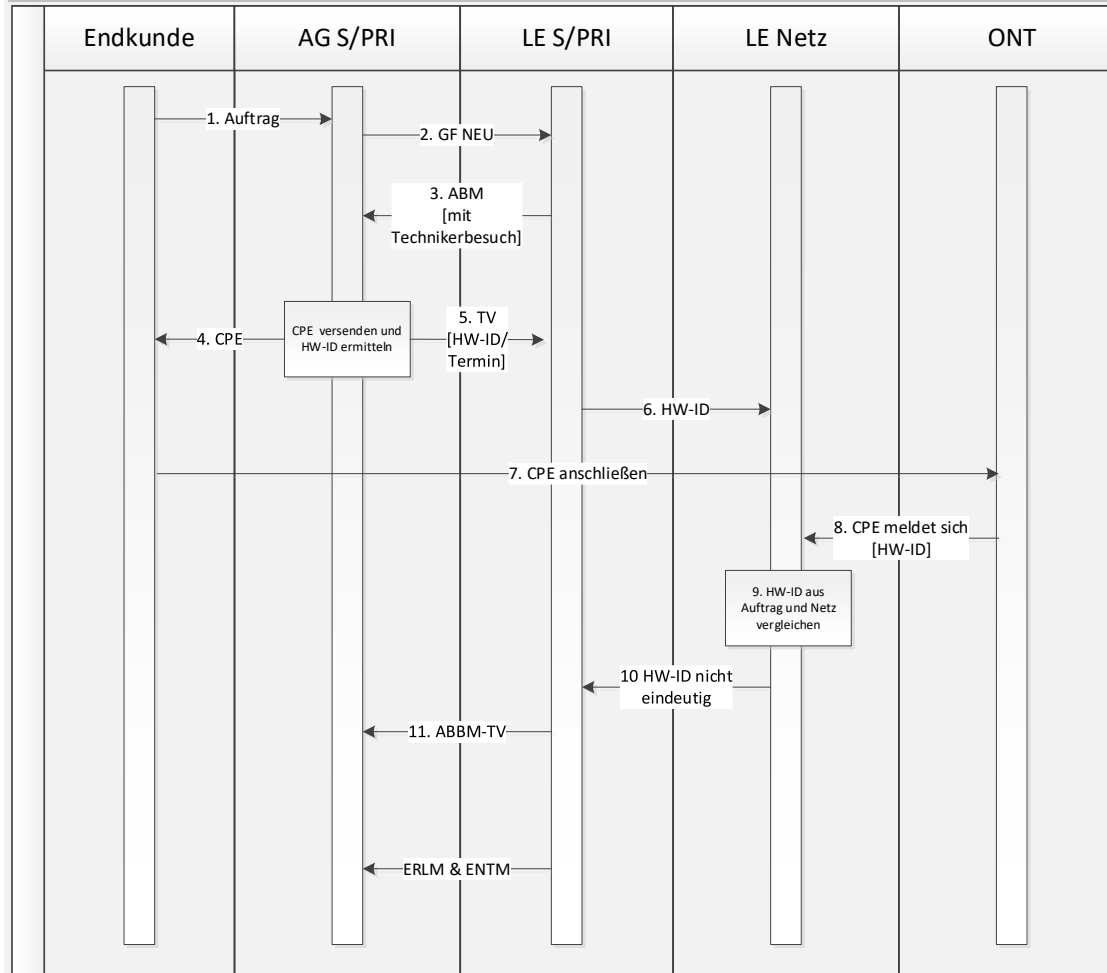 Endkunde
AG S/PRI
LE S/PRI
LE Netz
ONT
1. Auftrag
2. GF NEU
3. ABM
[mit
Technikerbesuch]
4. CPE
CPE versenden und
HW-ID ermitteln
5. TV
[HW-ID/
Termin]
6. HW-ID
7. CPE anschließen
8. CPE meldet sich
[HW-ID]
9. HW-ID aus
Auftrag und Netz
vergleichen
10 HW-ID nicht
eindeutig
11. ABBM-TV
ERLM & ENTM